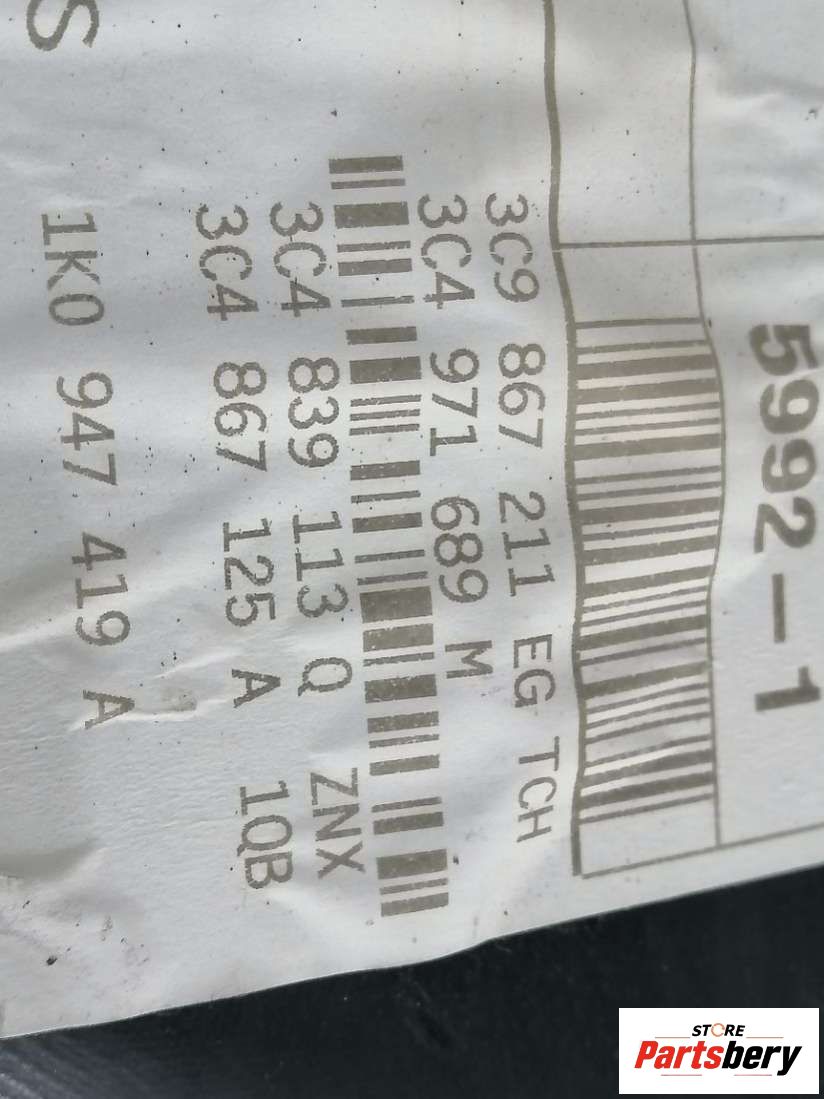 5992-1
3C9 867 211 EG TCH
3C4 971 689 M
3C4 839 113 Q ZNX
3C4 867 125 A 1QB
1K0 947 419 A
S
STORE
Partsbery